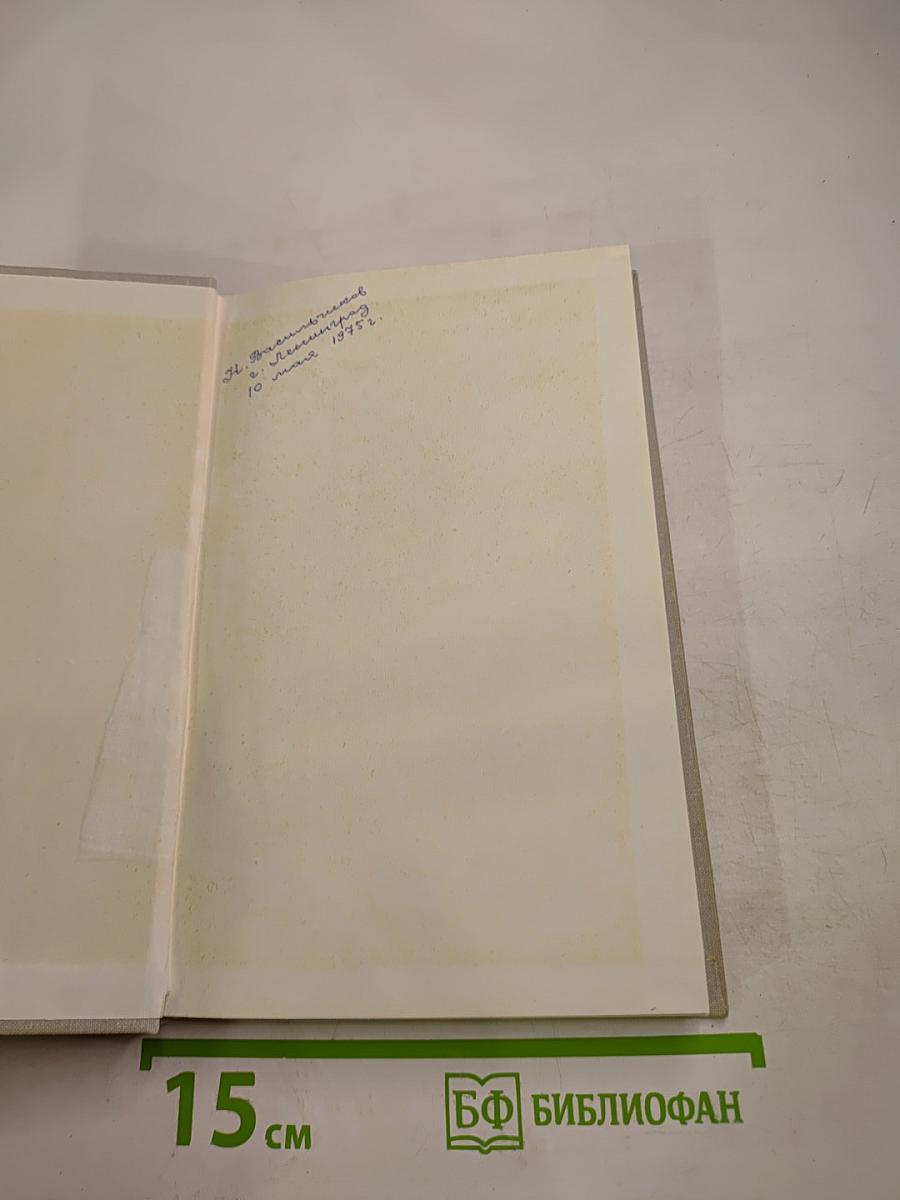 Н. Васильчиков
г. Ленинград
10 мая 1975 г.
15 см
БФ БИБЛИОФАН